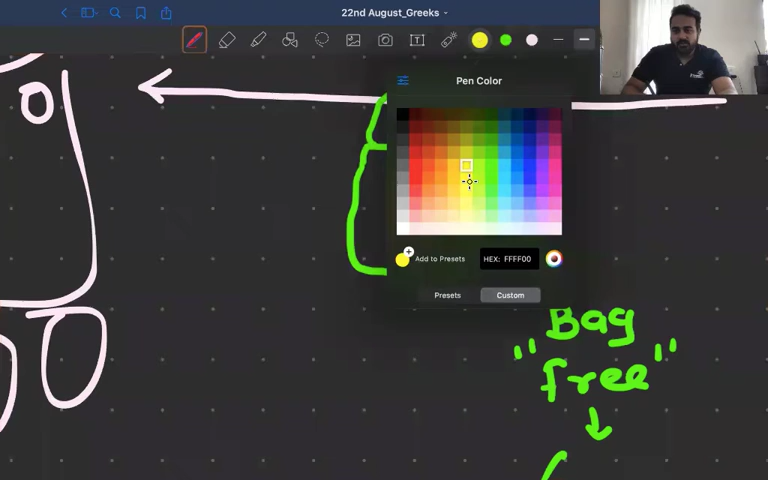 22nd August_Greeks
T
Pen Color
Add to Presets
HEX: FFFF00
Presets
Custom
"Bag
free"